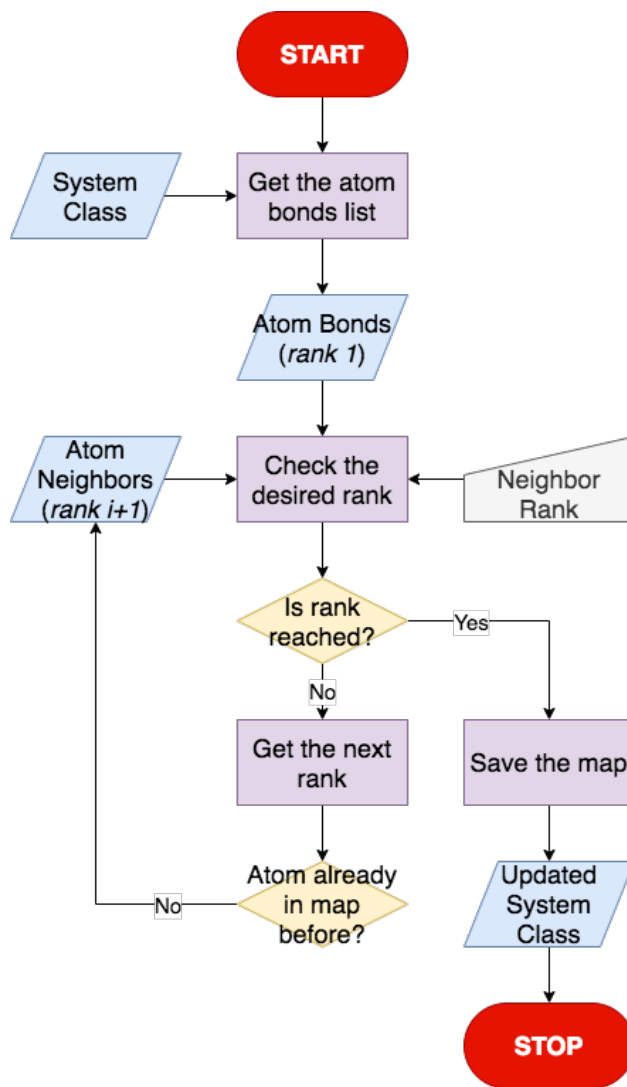 START
System
Class
Get the atom
bonds list
Atom Bonds
(rank 1)
Atom
Neighbors
(rank i+1)
Check the
desired rank
Neighbor
Rank
Is rank
reached?
Yes
No
Get the next
rank
Save the map
Atom already
in map
before?
No
Updated
System
Class
STOP